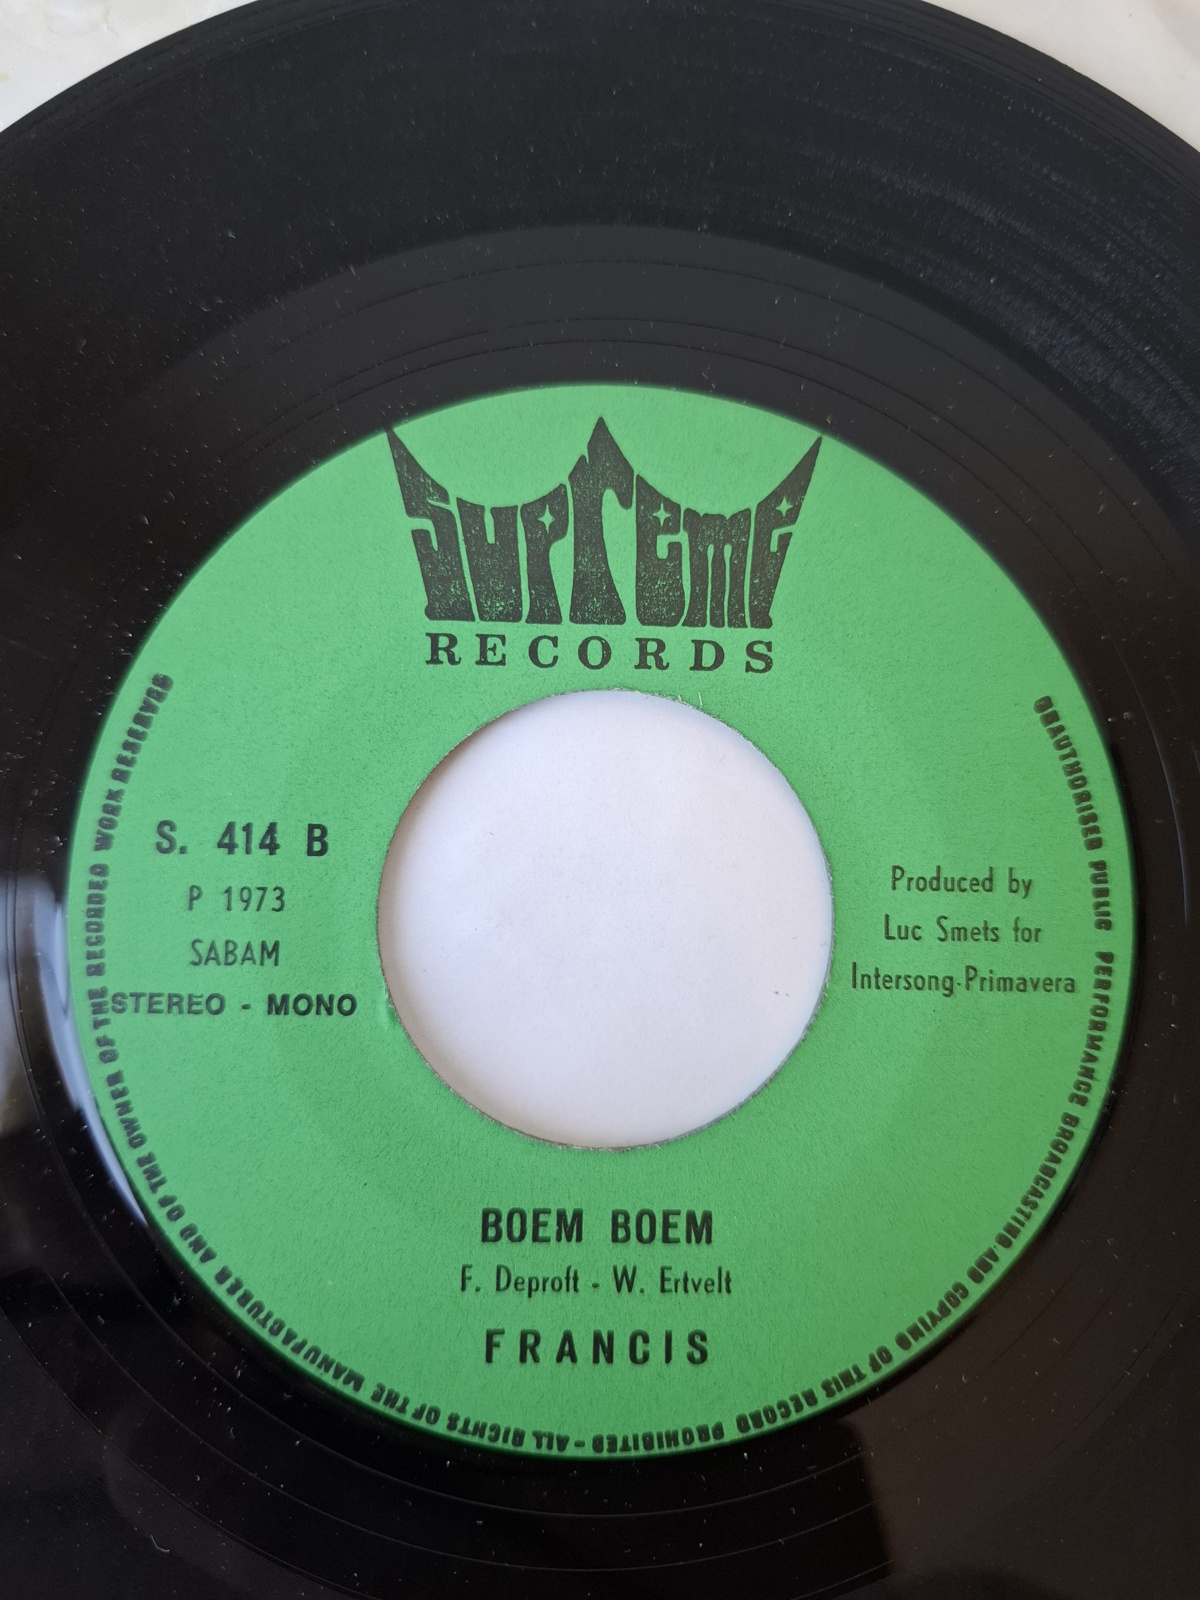 Supreme
RECORDS
S. 414 B
P 1973
SABAM
STEREO - MONO
Produced by
Luc Smets for
Intersong-Primavera
BOEM BOEM
F. Deproft - W. Ertvelt
FRANCIS
UNAUTHORISED PUBLIC PERFORMANCE BROADCASTING AND COPYING OF THIS RECORD PROHIBITED - ALL RIGHTS OF THE MANUFACTURER AND OF THE OWNER OF THE RECORDED WORK RESERVED